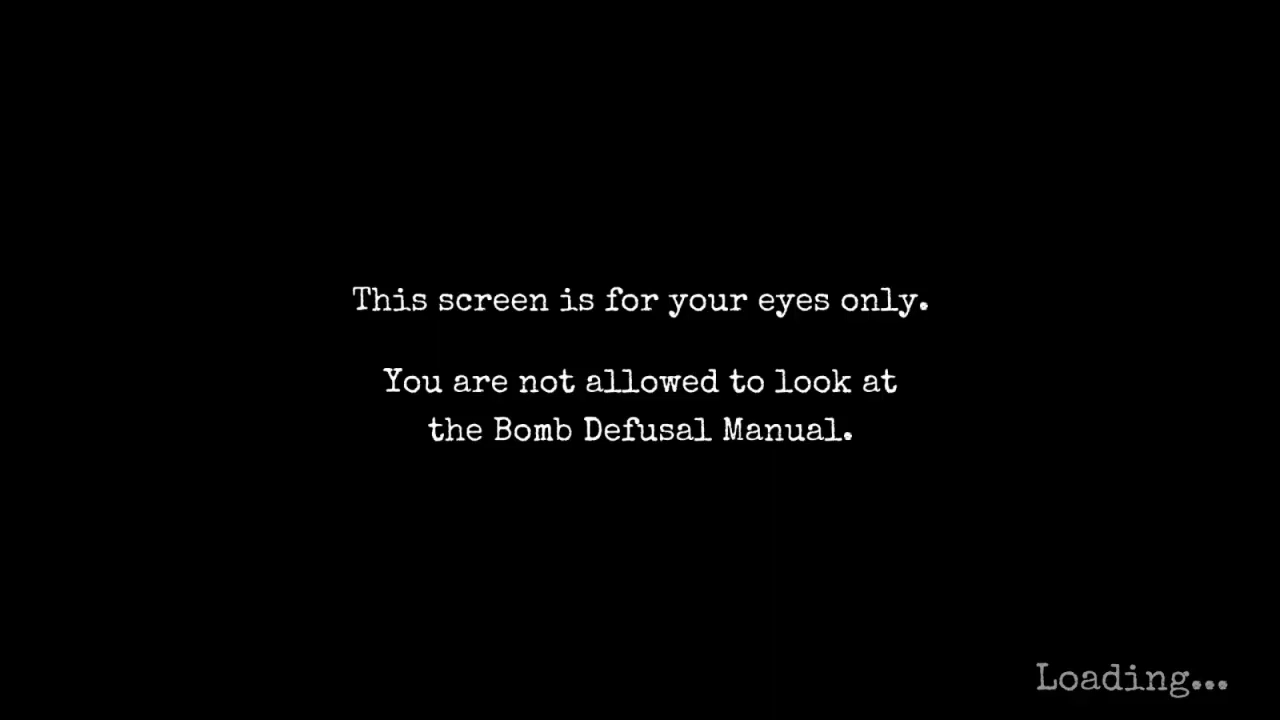 This screen is for your eyes only.
You are not allowed to look at
the Bomb Defusal Manual.
Loading...